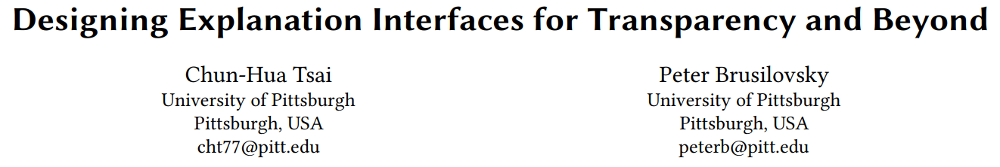 Designing Explanation Interfaces for Transparency and Beyond
Chun-Hua Tsai
University of Pittsburgh
Pittsburgh, USA
cht77@pitt.edu
Peter Brusilovsky
University of Pittsburgh
Pittsburgh, USA
peterb@pitt.edu